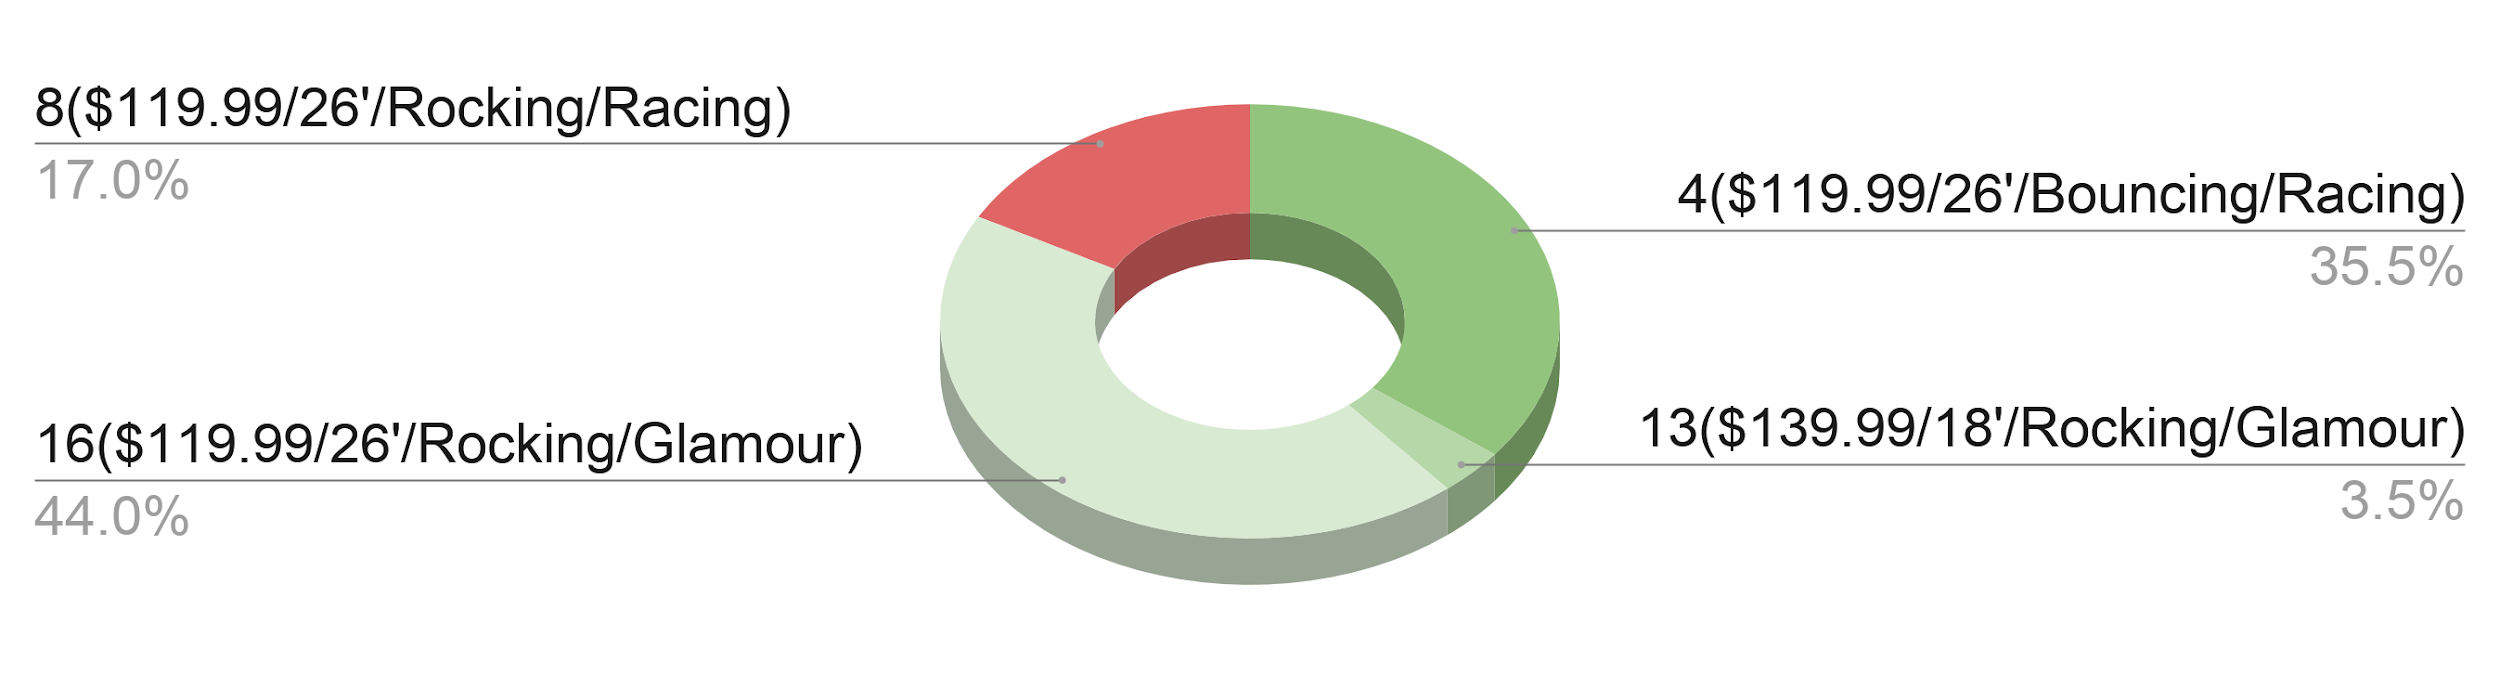 8($119.99/26'/Rocking/Racing)
17.0%
4($119.99/26'/Bouncing/Racing)
35.5%
16($119.99/26'/Rocking/Glamour)
44.0%
13($139.99/18'/Rocking/Glamour)
3.5%